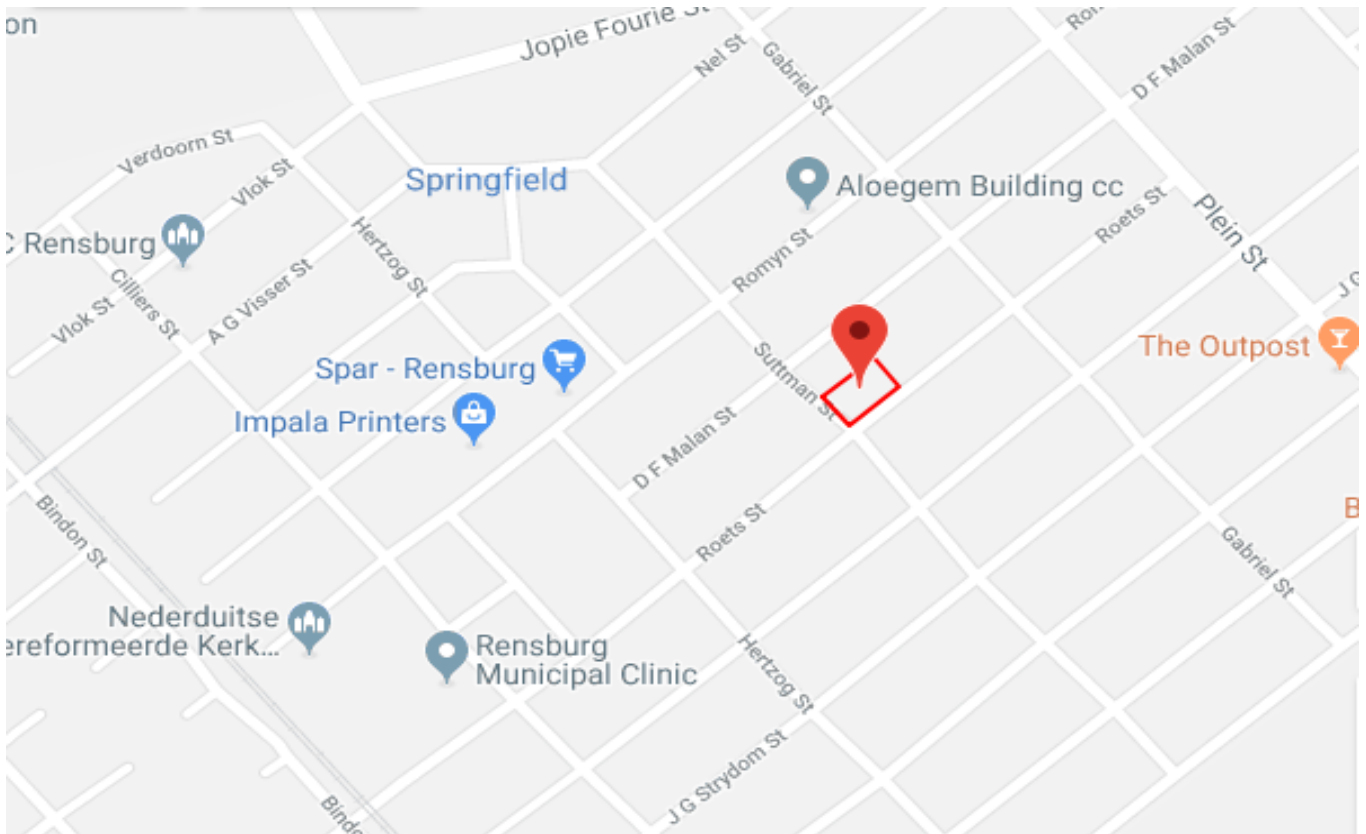 on
Jopie Fourie St
Nel St
Gabriel St
D F Malan St
Verdoorn St
Vlok St
Springfield
Aloegem Building cc
Roets St
Plein St
C Rensburg
Hertzog St
Romyn St
Cilliers St
A G Visser St
Vlok St
J G
Suttman St
The Outpost
Spar - Rensburg
Impala Printers
D F Malan St
Bindon St
Roets St
B
Gabriel St
Nederduitse
ereformeerde Kerk...
Rensburg
Municipal Clinic
Hertzog St
J G Strydom St